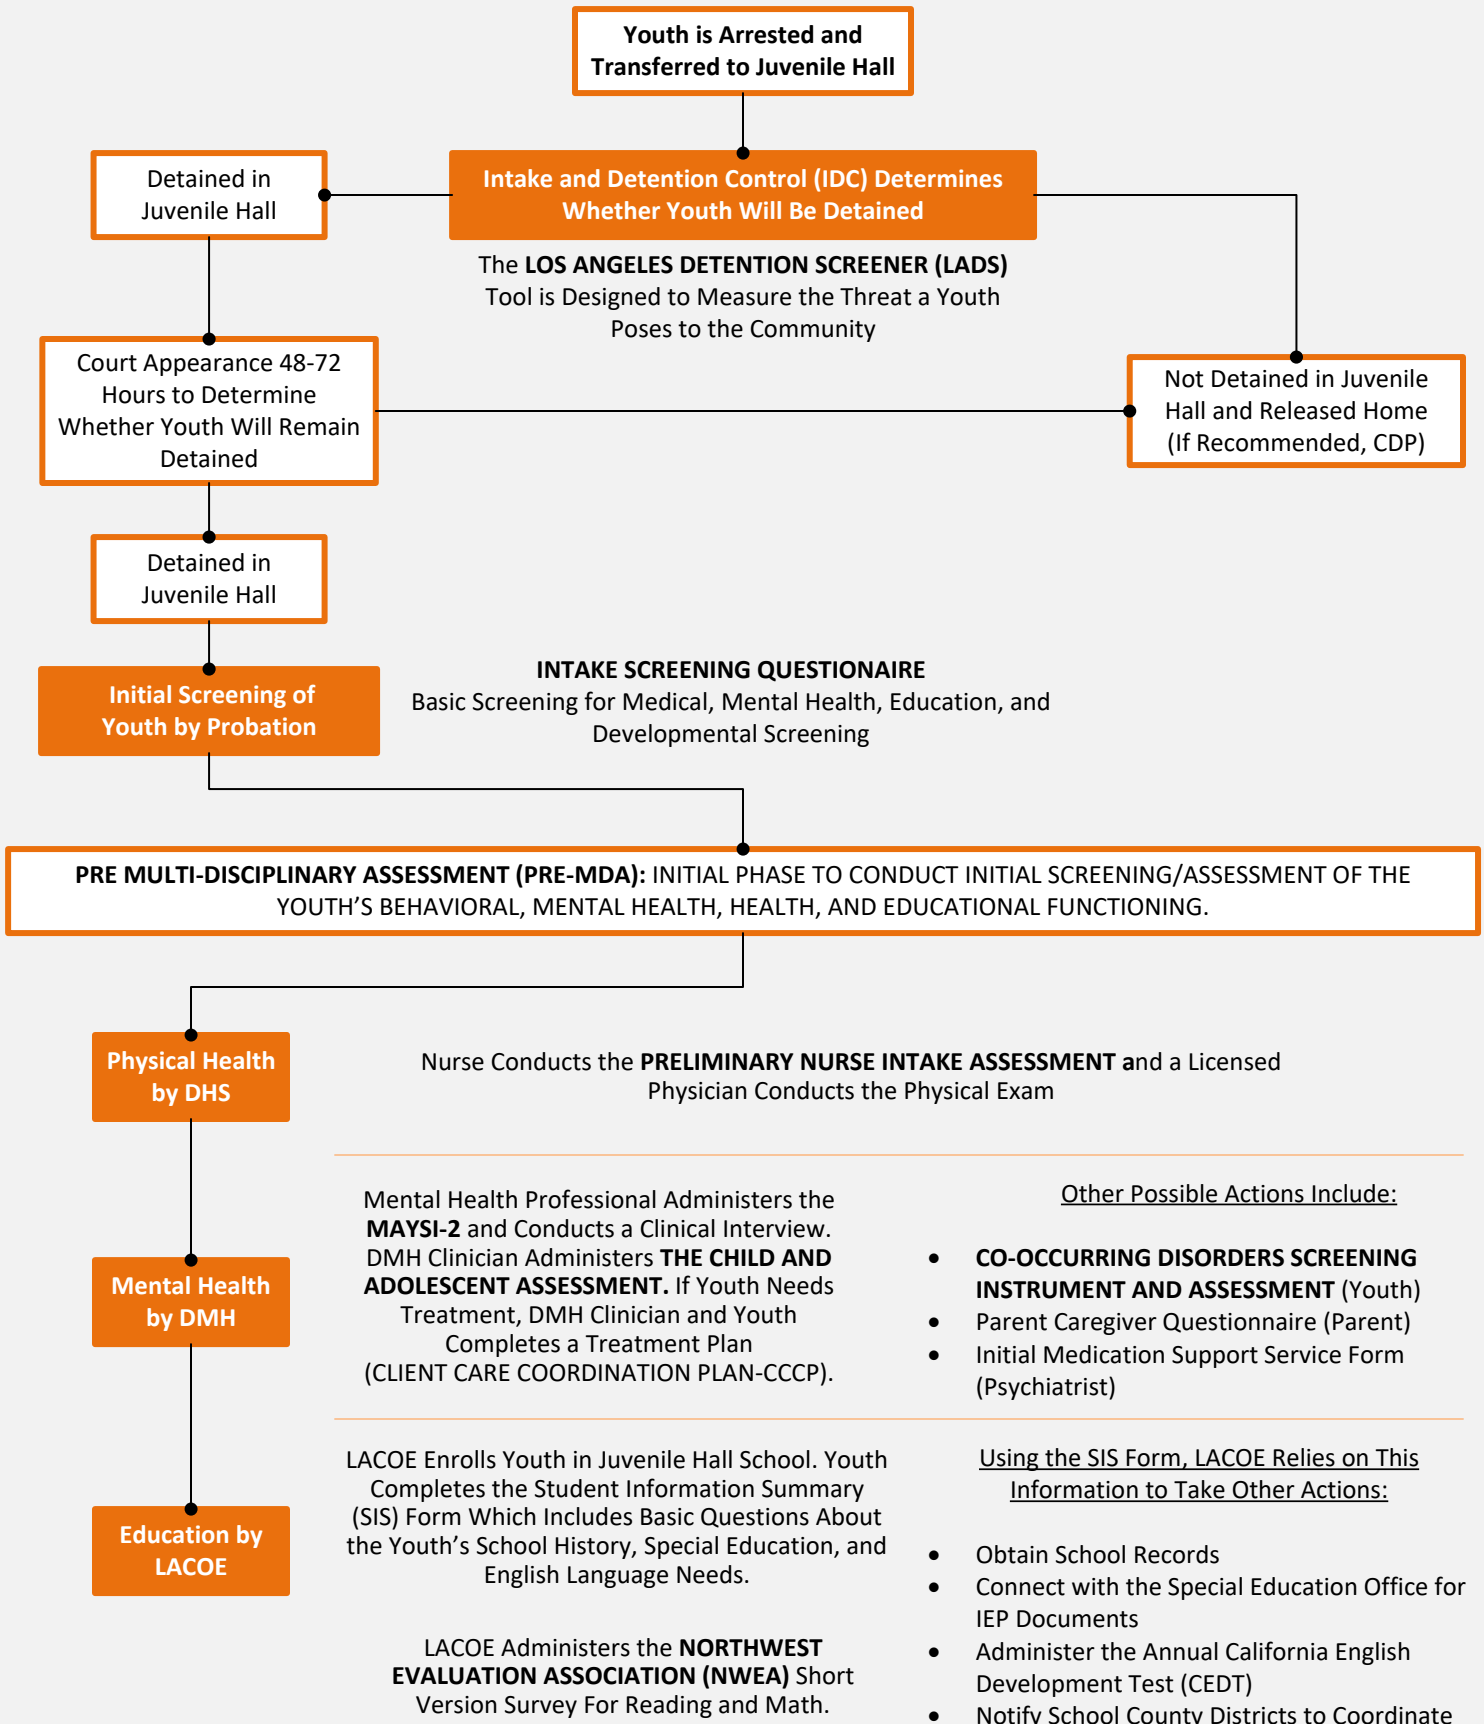 Youth is Arrested and
Transferred to Juvenile Hall
Detained in
Juvenile Hall
Intake and Detention Control (IDC) Determines
Whether Youth Will Be Detained
The LOS ANGELES DETENTION SCREENER (LADS)
Tool is Designed to Measure the Threat a Youth
Poses to the Community
Court Appearance 48-72
Hours to Determine
Whether Youth Will Remain
Detained
Not Detained in Juvenile
Hall and Released Home
(If Recommended, CDP)
Detained in
Juvenile Hall
Initial Screening of
Youth by Probation
INTAKE SCREENING QUESTIONAIRE
Basic Screening for Medical, Mental Health, Education, and
Developmental Screening
PRE MULTI-DISCIPLINARY ASSESSMENT (PRE-MDA): INITIAL PHASE TO CONDUCT INITIAL SCREENING/ASSESSMENT OF THE
YOUTH’S BEHAVIORAL, MENTAL HEALTH, HEALTH, AND EDUCATIONAL FUNCTIONING.
Physical Health
by DHS
Nurse Conducts the PRELIMINARY NURSE INTAKE ASSESSMENT and a Licensed
Physician Conducts the Physical Exam
Mental Health
by DMH
Mental Health Professional Administers the
MAYSI-2 and Conducts a Clinical Interview.
DMH Clinician Administers THE CHILD AND
ADOLESCENT ASSESSMENT. If Youth Needs
Treatment, DMH Clinician and Youth
Completes a Treatment Plan
(CLIENT CARE COORDINATION PLAN-CCCP).
Other Possible Actions Include:
• CO-OCCURRING DISORDERS SCREENING
INSTRUMENT AND ASSESSMENT (Youth)
• Parent Caregiver Questionnaire (Parent)
• Initial Medication Support Service Form
(Psychiatrist)
Education by
LACOE
LACOE Enrolls Youth in Juvenile Hall School. Youth
Completes the Student Information Summary
(SIS) Form Which Includes Basic Questions About
the Youth’s School History, Special Education, and
English Language Needs.
LACOE Administers the NORTHWEST
EVALUATION ASSOCIATION (NWEA) Short
Version Survey For Reading and Math.
Using the SIS Form, LACOE Relies on This
Information to Take Other Actions:
• Obtain School Records
• Connect with the Special Education Office for
IEP Documents
• Administer the Annual California English
Development Test (CEDT)
• Notify School County Districts to Coordinate